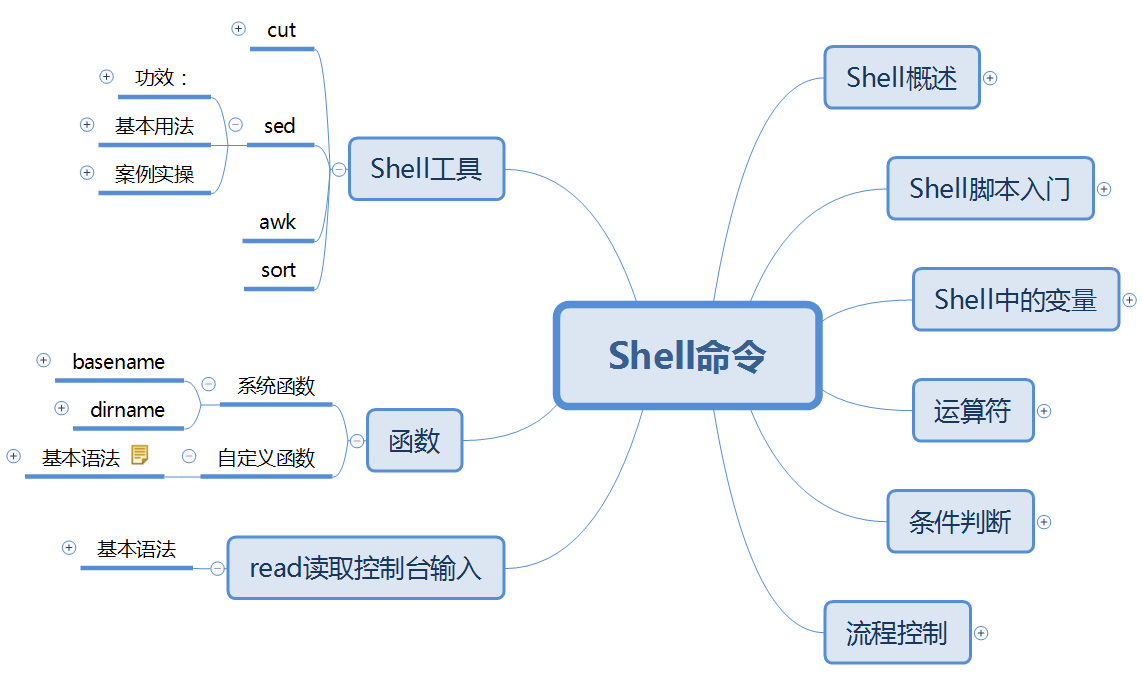 Shell命令
Shell概述
Shell脚本入门
Shell中的变量
运算符
条件判断
流程控制
Shell工具
cut
sed
功效：
基本用法
案例实操
awk
sort
函数
系统函数
basename
dirname
自定义函数
基本语法
read读取控制台输入
基本语法